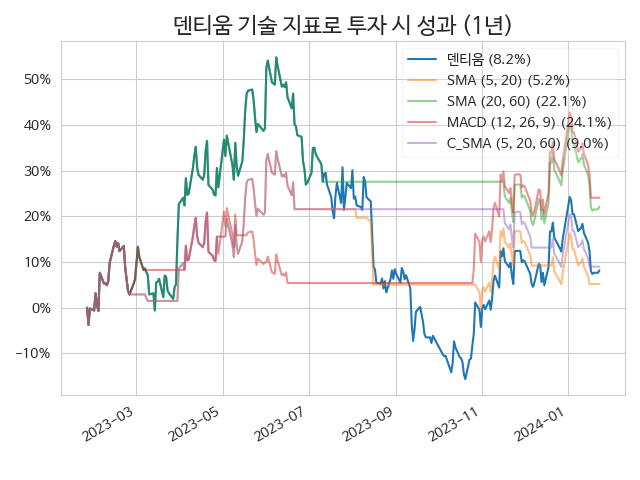 덴티움 기술 지표로 투자 시 성과 (1년)
덴티움 (8.2%)
SMA (5, 20) (5.2%)
SMA (20, 60) (22.1%)
MACD (12, 26, 9) (24.1%)
C_SMA (5, 20, 60) (9.0%)
50%
40%
30%
20%
10%
0%
−10%
2023−03
2023−05
2023−07
2023−09
2023−11
2024−01